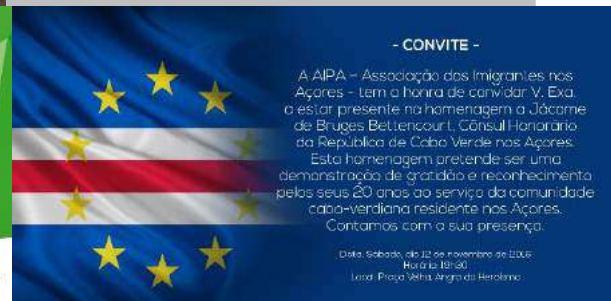 - CONVITE -
A AIPA - Associação dos Imigrantes nos
Açores - tem a honra de convidar V. Exa.
a estar presente na homenagem a Jácome
de Bruges Bettencourt, Cônsul Honorário
da República de Cabo Verde nos Açores.
Esta homenagem pretende ser uma
demonstração de gratidão e reconhecimento
pelos seus 20 anos ao serviço da comunidade
cabo-verdiana residente nos Açores.
Contamos com a sua presença.
Data: Sábado, dia 12 de novembro de 2016
Horário: 19h30
Local: Praça Velha, Angra do Heroísmo